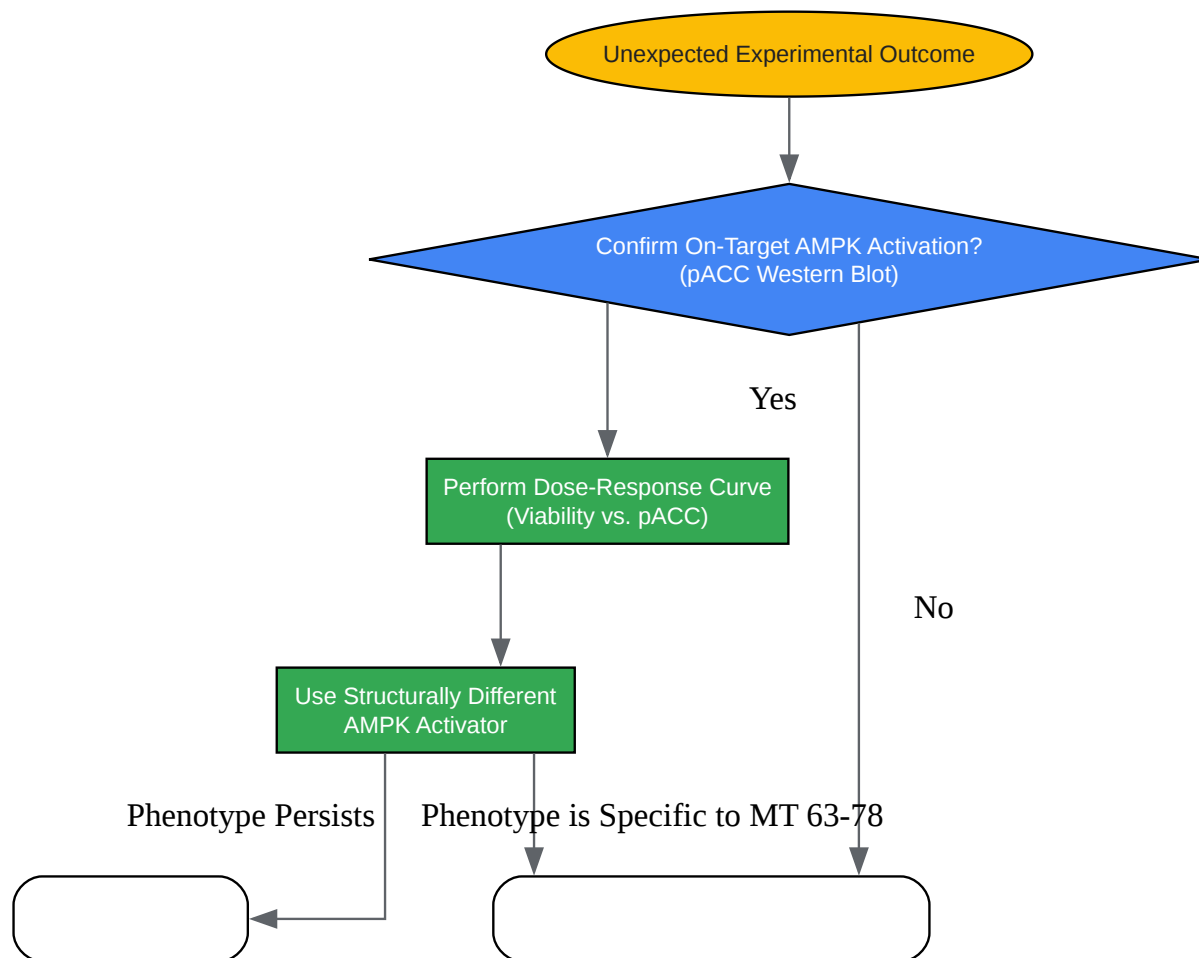 Unexpected Experimental Outcome
Confirm On-Target AMPK Activation?
(pACC Western Blot)
Yes
Perform Dose-Response Curve
(Viability vs. pACC)
No
Use Structurally Different
AMPK Activator
Phenotype Persists
Phenotype is Specific to MT 63-78